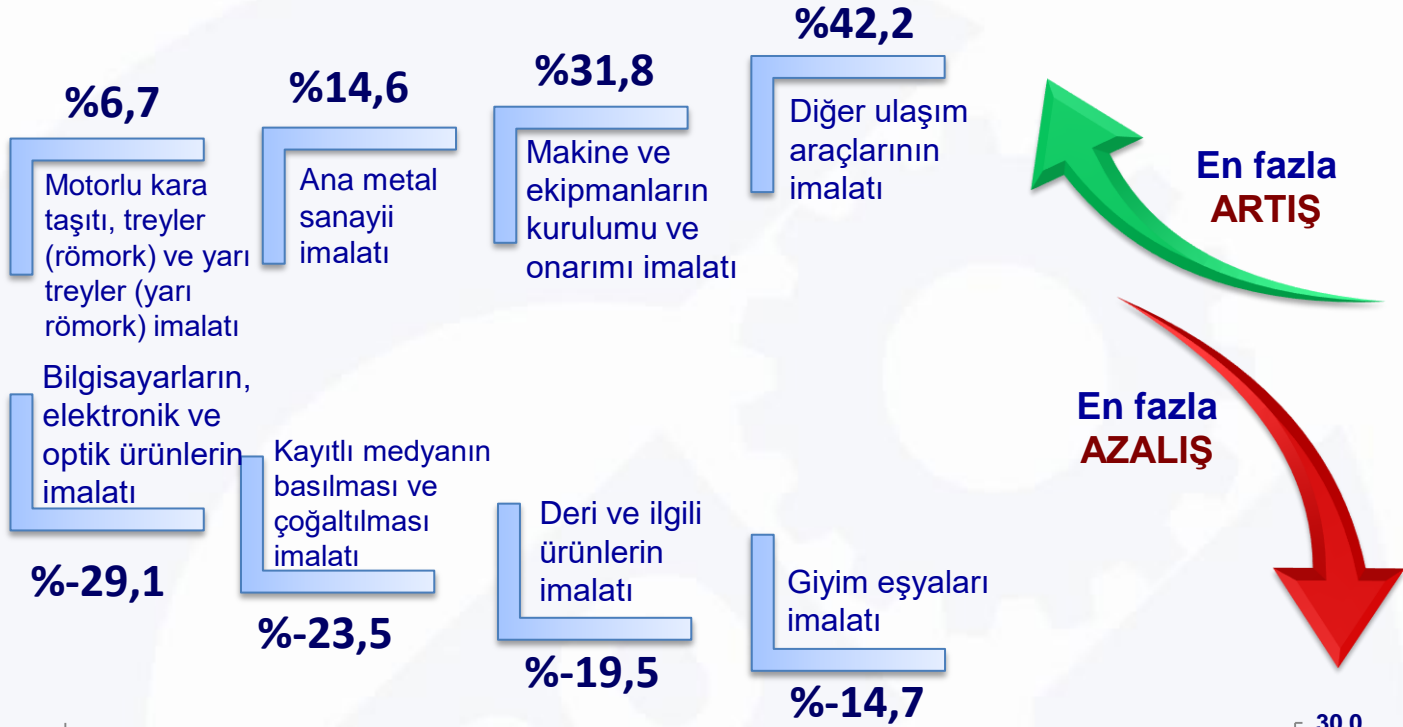 %6,7
Motorlu kara
taşıtı, treyler
(römork) ve yarı
treyler (yarı
römork) imalatı
%14,6
Ana metal
sanayii
imalatı
%31,8
Makine ve
ekipmanların
kurulumu ve
onarımı imalatı
%42,2
Diğer ulaşım
araçlarının
imalatı
En fazla
ARTIŞ
Bilgisayarların,
elektronik ve
optik ürünlerin
imalatı
%-29,1
Kayıtlı medyanın
basılması ve
çoğaltılması
imalatı
%-23,5
Deri ve ilgili
ürünlerin
imalatı
%-19,5
Giyim eşyaları
imalatı
%-14,7
En fazla
AZALIŞ
30,0